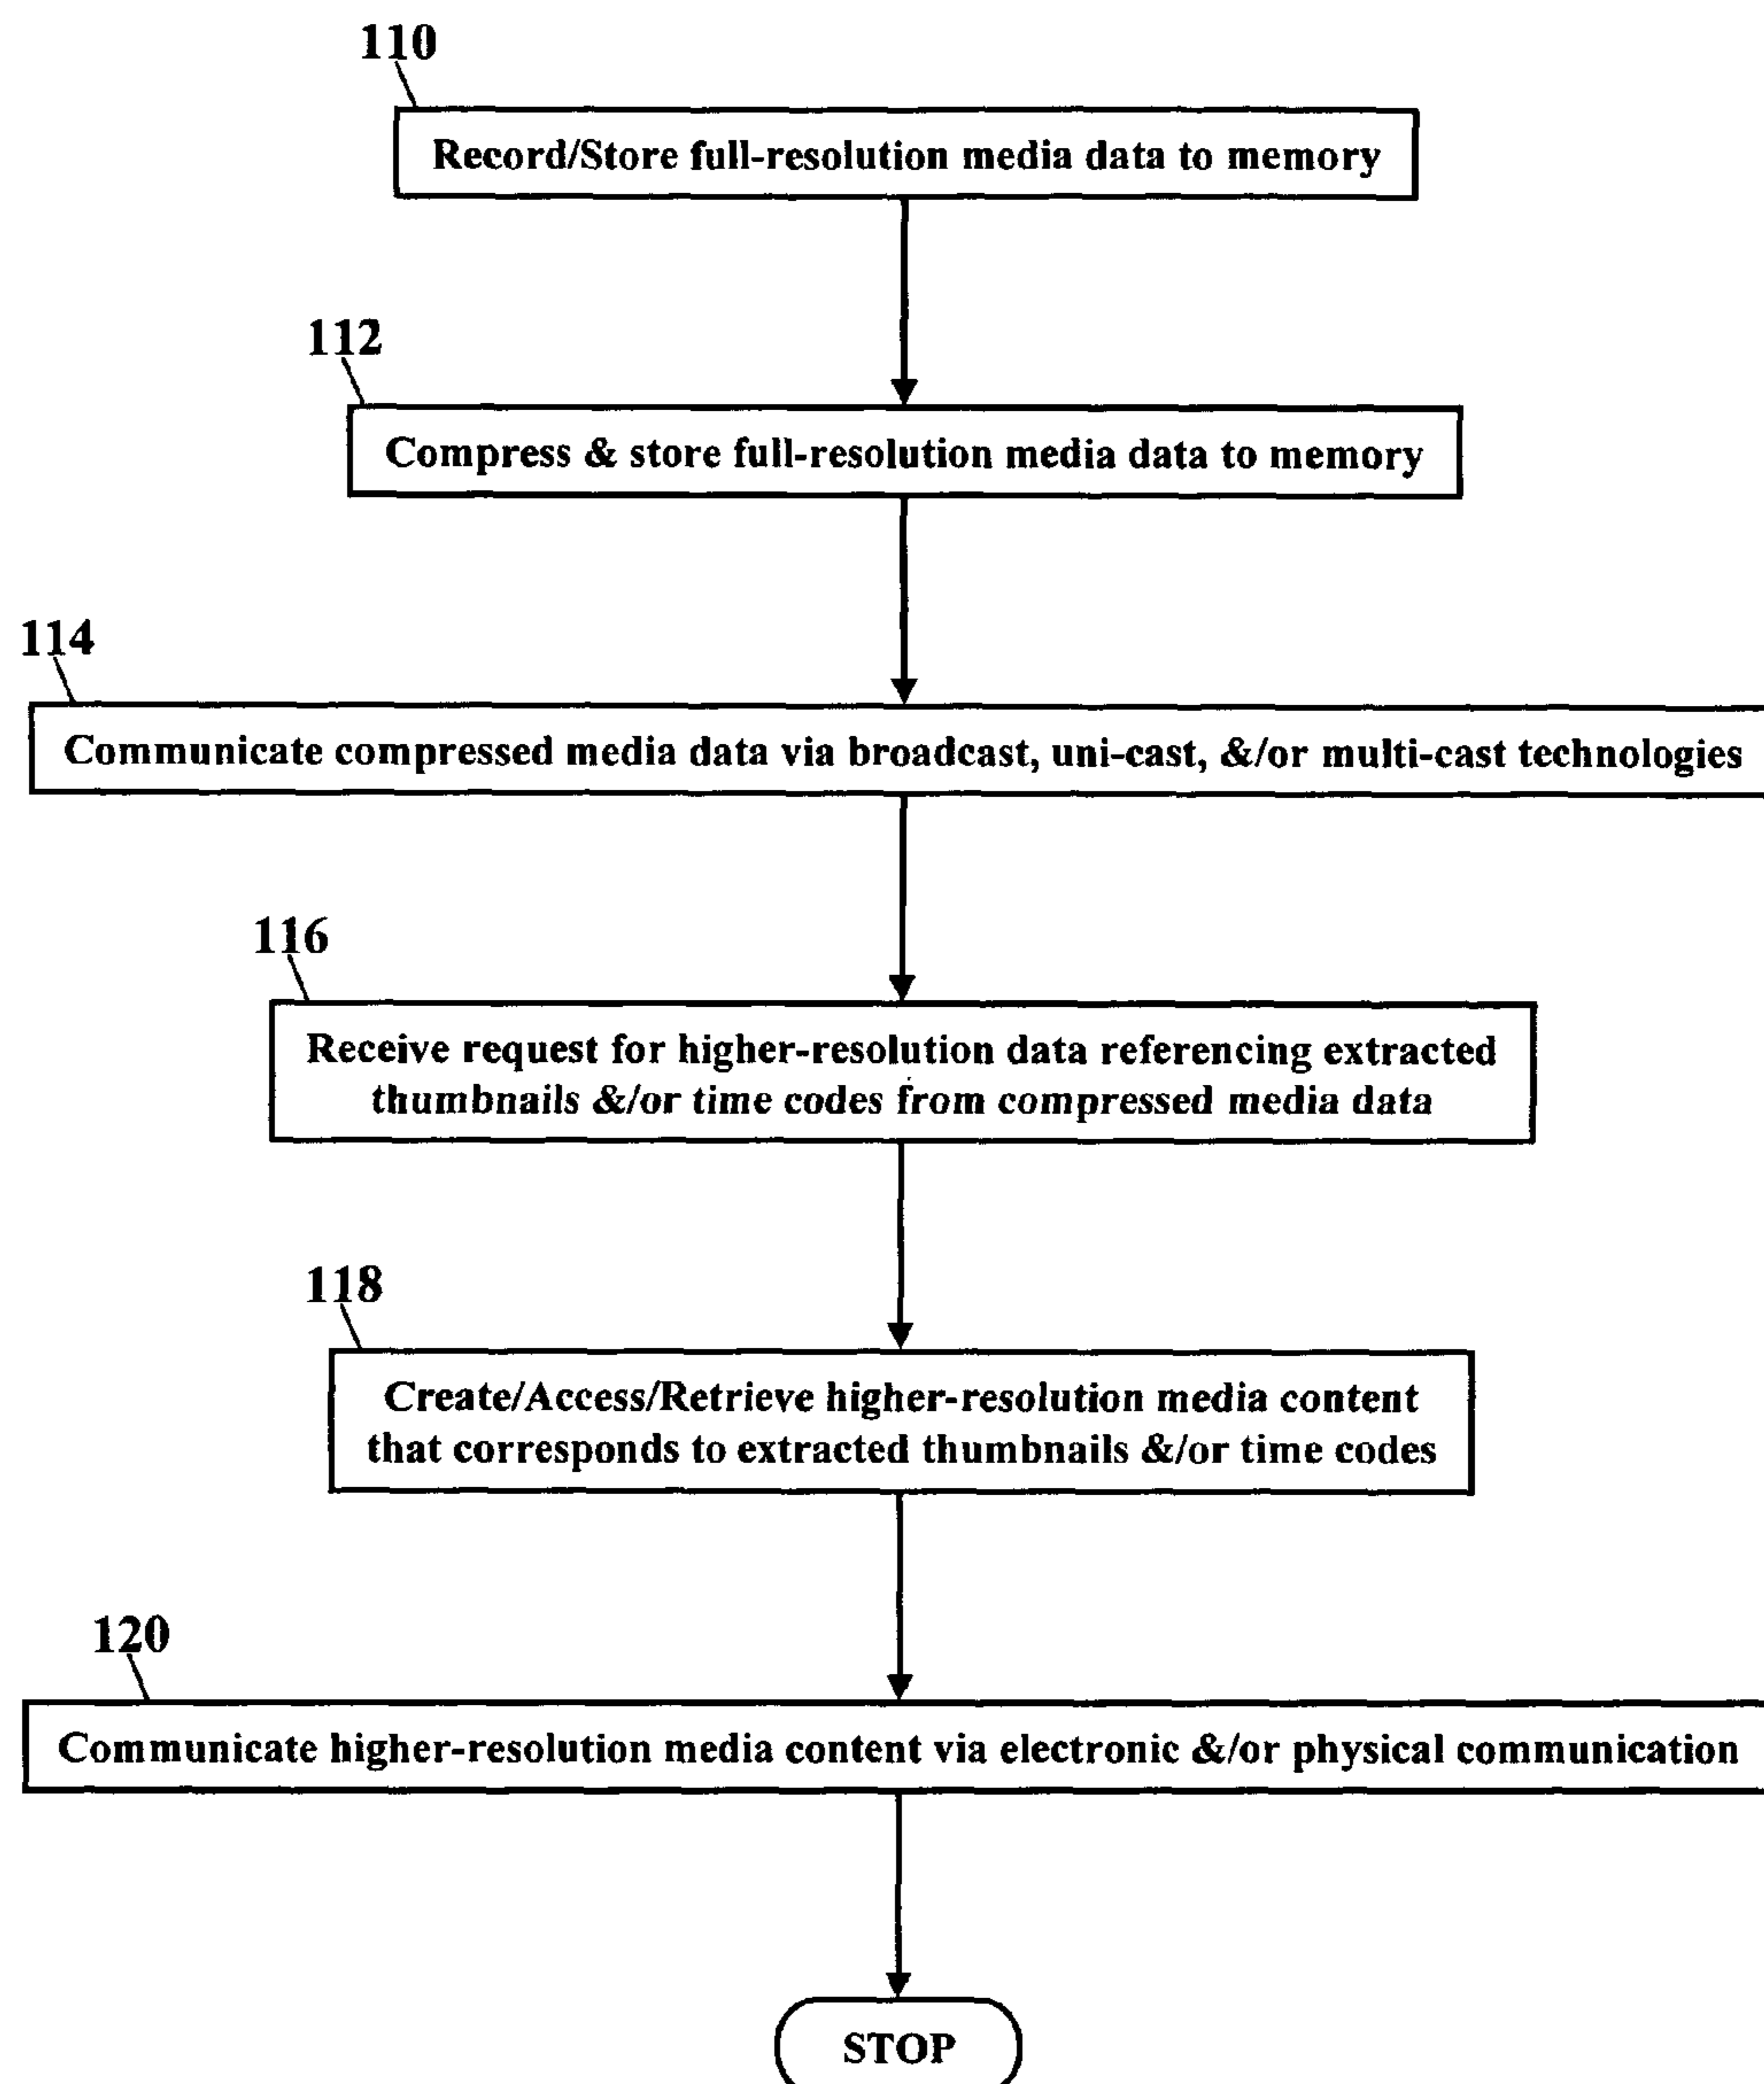 110
Record/Store full-resolution media data to memory
112
Compress & store full-resolution media data to memory
114
Communicate compressed media data via broadcast, uni-cast, &/or multi-cast technologies
116
Receive request for higher-resolution data referencing extracted
thumbnails &/or time codes from compressed media data
118
Create/Access/Retrieve higher-resolution media content
that corresponds to extracted thumbnails &/or time codes
120
Communicate higher-resolution media content via electronic &/or physical communication
STOP